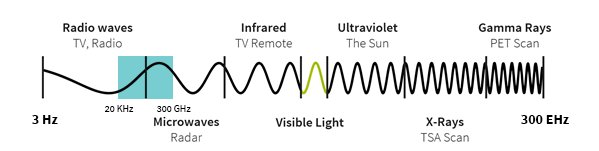 Radio waves
TV, Radio
Infrared
TV Remote
Ultraviolet
The Sun
Gamma Rays
PET Scan
3 Hz
20 KHz
300 GHz
Microwaves
Radar
Visible Light
X-Rays
TSA Scan
300 EHz